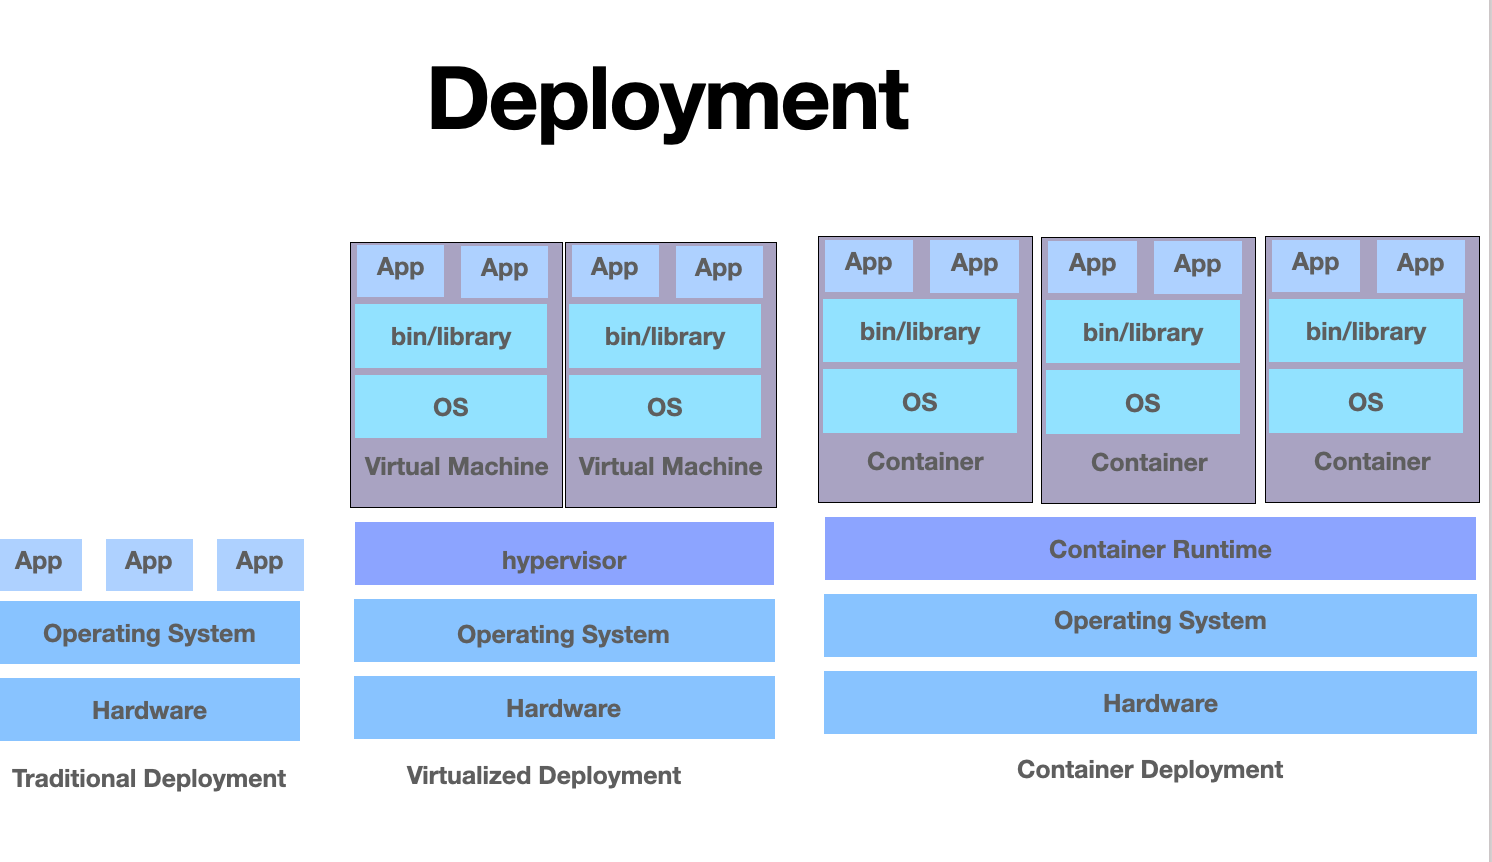 Deployment
App App App
Operating System
Hardware
Traditional Deployment
App App App App
bin/library bin/library
OS OS
Virtual Machine Virtual Machine
hypervisor
Operating System
Hardware
Virtualized Deployment
App App App App App App
bin/library bin/library bin/library
OS OS OS
Container Container Container
Container Runtime
Operating System
Hardware
Container Deployment